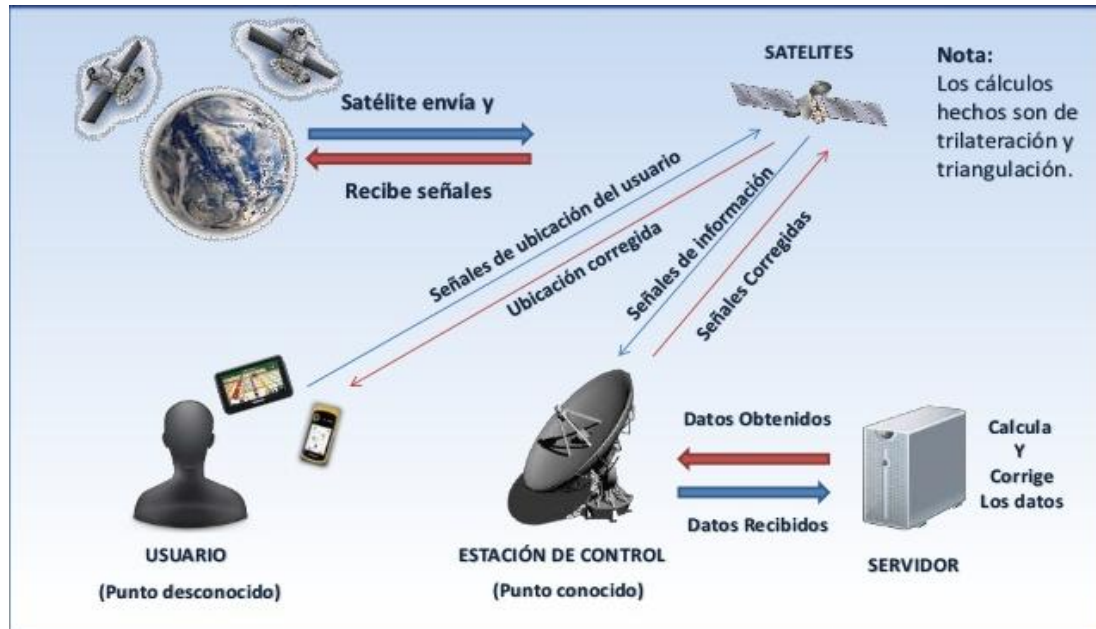 SATELITES
Nota:
Los cálculos
hechos son de
trilateración y
triangulación.
Satélite envía y
Recibe señales
Señales de ubicación del usuario
Ubicación corregida
Señales de información
Señales Corregidas
Datos Obtenidos
Datos Recibidos
Calcula
Y
Corrige
Los datos
USUARIO
(Punto desconocido)
ESTACIÓN DE CONTROL
(Punto conocido)
SERVIDOR